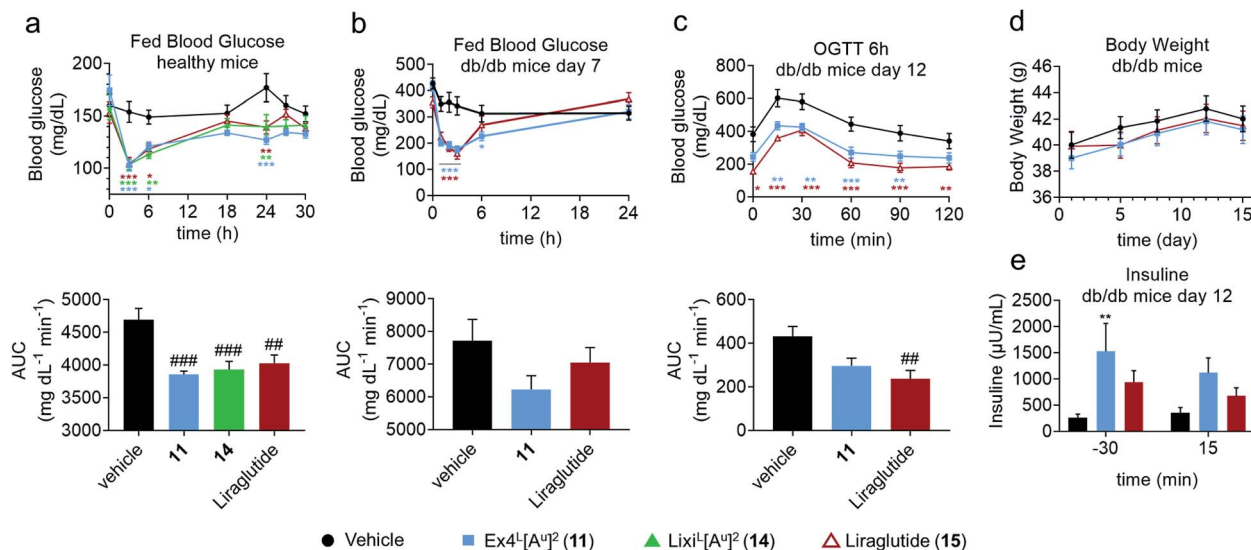 a
Fed Blood Glucose
healthy mice
Blood glucose
(mg/dL)
200
150
100
*** * **
*** ** **
*** * ***
0 6 12 18 24 30
time (h)
b
Fed Blood Glucose
db/db mice day 7
Blood glucose
(mg/dL)
500
400
300
200
100
0
*** *
***
0 6 12 18 24
time (h)
c
OGTT 6h
db/db mice day 12
Blood glucose
(mg/dL)
800
600
400
200
0
** ** *** **
* *** *** *** *** **
0 30 60 90 120
time (min)
d
Body Weight
db/db mice
Body Weight (g)
44
42
40
38
36
0 5 10 15
time (day)
AUC
(mg dL⁻¹ min⁻¹)
5000
4500
4000
3500
3000
### ### ##
vehicle 11 14 Liraglutide
AUC
(mg dL⁻¹ min⁻¹)
9000
8000
7000
6000
5000
vehicle 11 Liraglutide
AUC
(mg dL⁻¹ min⁻¹)
600
400
200
0
##
vehicle 11 Liraglutide
e
Insuline
db/db mice day 12
Insuline (µU/mL)
2500
2000
1500
1000
500
0
**
-30 15
time (min)
Vehicle Ex4ᴸ[Aᵘ]² (11) Lixiᴸ[Aᵘ]² (14) Liraglutide (15)